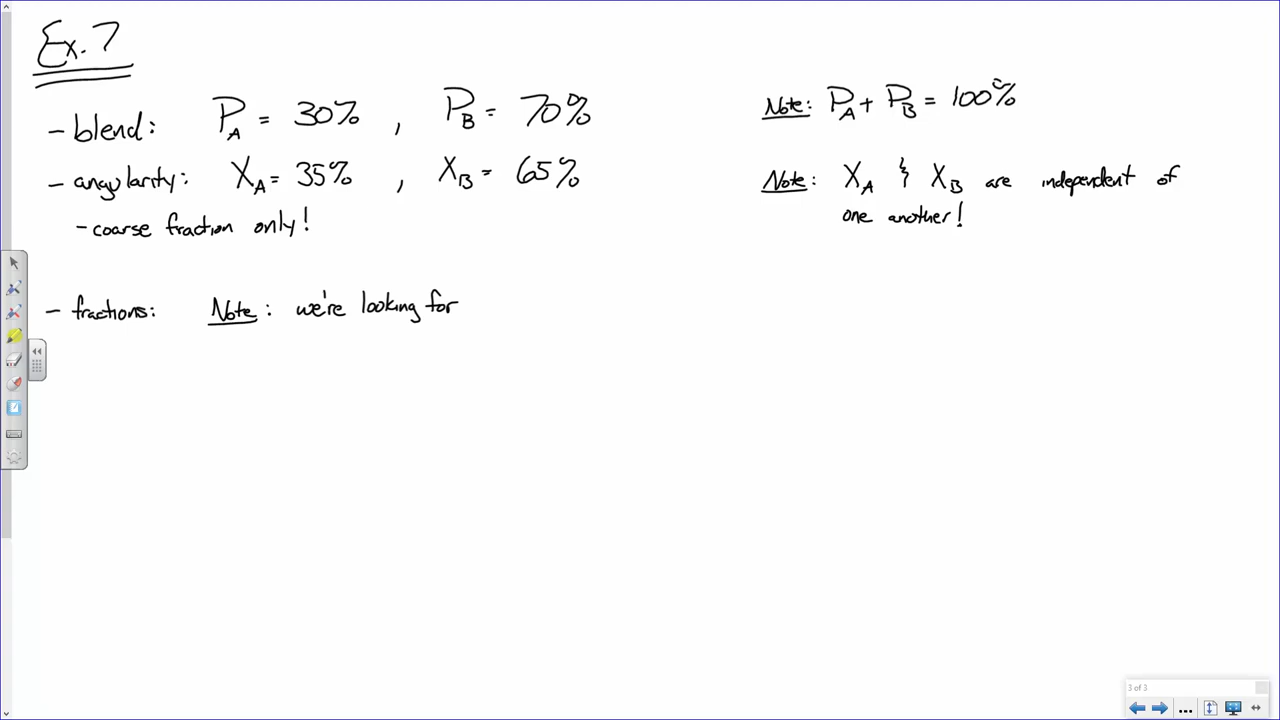 Ex. 7
- blend: P_A = 30% , P_B = 70%
Note: P_A + P_B = 100%
- angularity: X_A = 35% , X_B = 65%
Note: X_A & X_B are independent of
one another!
- coarse fraction only!
- fractions: Note: we're looking for
3 of 3